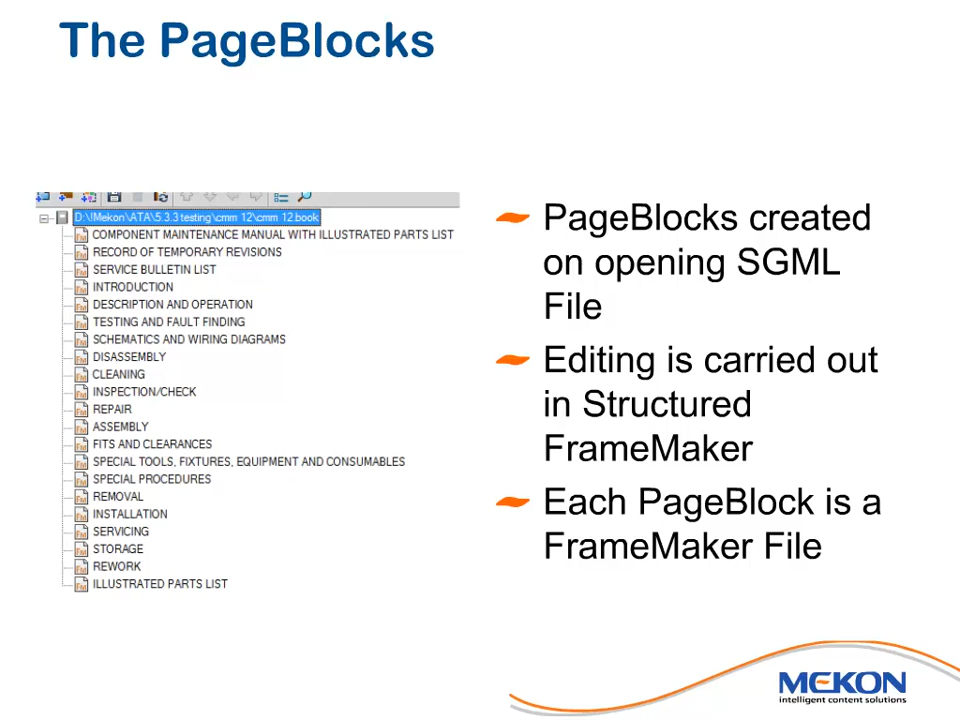 The PageBlocks
D:\!Mekon\ATA\5.3.3 testing\cmm 12\cmm 12.book
COMPONENT MAINTENANCE MANUAL WITH ILLUSTRATED PARTS LIST
RECORD OF TEMPORARY REVISIONS
SERVICE BULLETIN LIST
INTRODUCTION
DESCRIPTION AND OPERATION
TESTING AND FAULT FINDING
SCHEMATICS AND WIRING DIAGRAMS
DISASSEMBLY
CLEANING
INSPECTION/CHECK
REPAIR
ASSEMBLY
FITS AND CLEARANCES
SPECIAL TOOLS, FIXTURES, EQUIPMENT AND CONSUMABLES
SPECIAL PROCEDURES
REMOVAL
INSTALLATION
SERVICING
STORAGE
REWORK
ILLUSTRATED PARTS LIST
PageBlocks created
on opening SGML
File
Editing is carried out
in Structured
FrameMaker
Each PageBlock is a
FrameMaker File
MEKON
intelligent content solutions